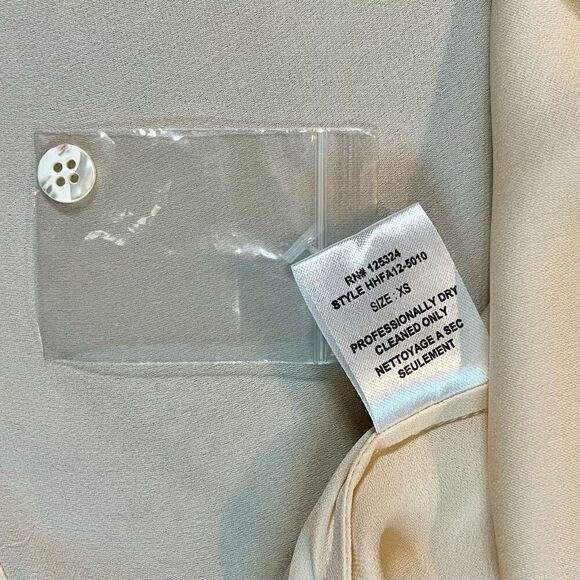 RN# 125324
STYLE HHFA12-5010
SIZE : XS
PROFESSIONALLY DRY
CLEANED ONLY
NETTOYAGE A SEC
SEULEMENT